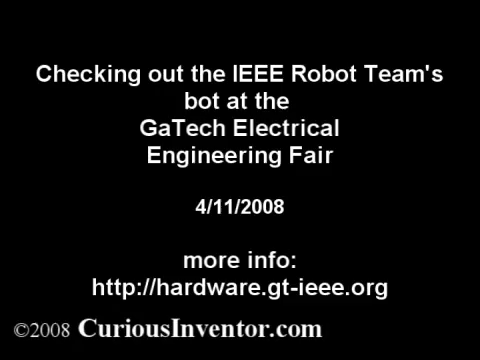 Checking out the IEEE Robot Team's
bot at the
GaTech Electrical
Engineering Fair
4/11/2008
more info:
http://hardware.gt-ieee.org
©2008 CuriousInventor.com